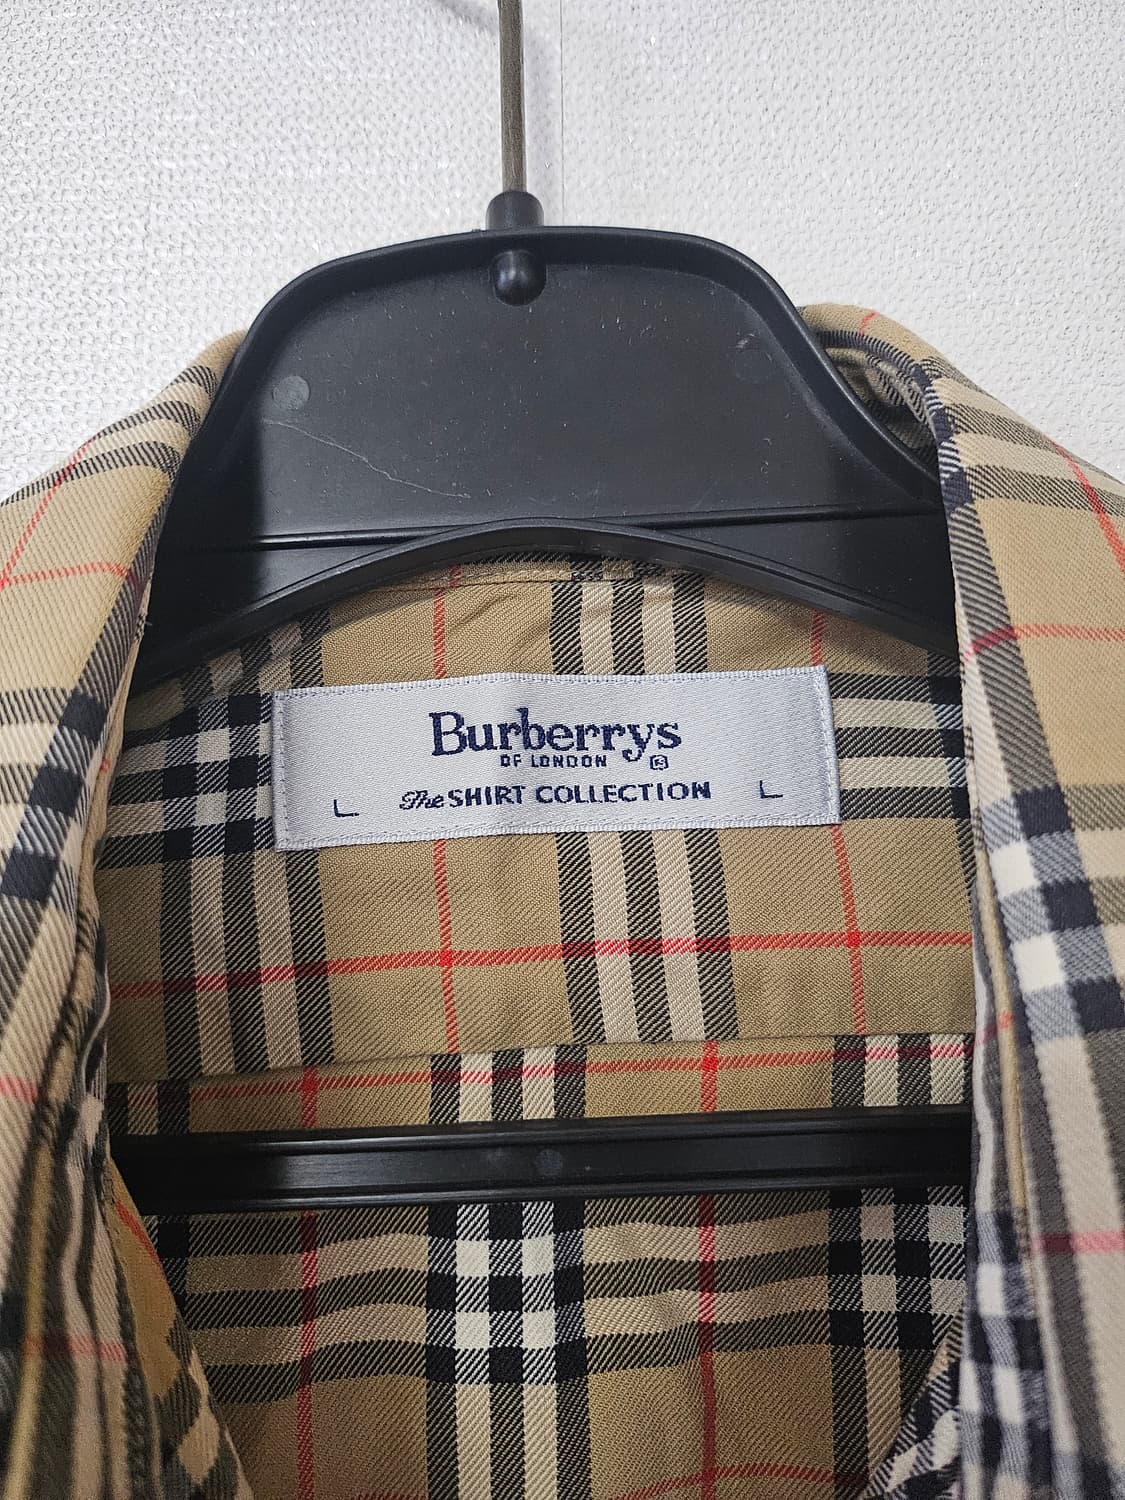 Burberrys
OF LONDON ®
L The SHIRT COLLECTION L